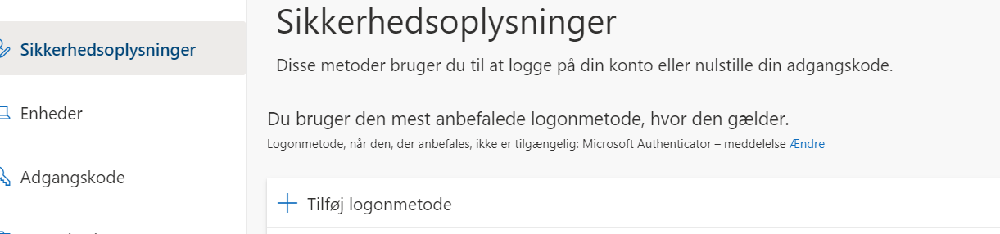 Sikkerhedsoplysninger
Disse metoder bruger du til at logge på din konto eller nulstille din adgangskode.
Sikkerhedsoplysninger
Enheder
Adgangskode
Du bruger den mest anbefalede logonmetode, hvor den gælder.
Logonmetode, når den, der anbefales, ikke er tilgængelig: Microsoft Authenticator – meddelelse Ændre
Tilføj logonmetode